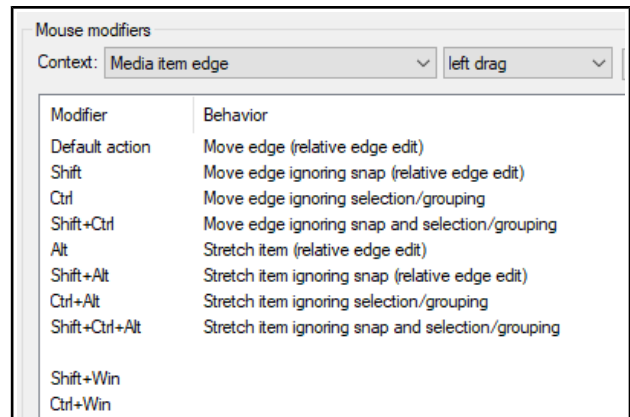 Mouse modifiers
Context: Media item edge left drag
Modifier Behavior
Default action Move edge (relative edge edit)
Shift Move edge ignoring snap (relative edge edit)
Ctrl Move edge ignoring selection/grouping
Shift+Ctrl Move edge ignoring snap and selection/grouping
Alt Stretch item (relative edge edit)
Shift+Alt Stretch item ignoring snap (relative edge edit)
Ctrl+Alt Stretch item ignoring selection/grouping
Shift+Ctrl+Alt Stretch item ignoring snap and selection/grouping
Shift+Win
Ctrl+Win